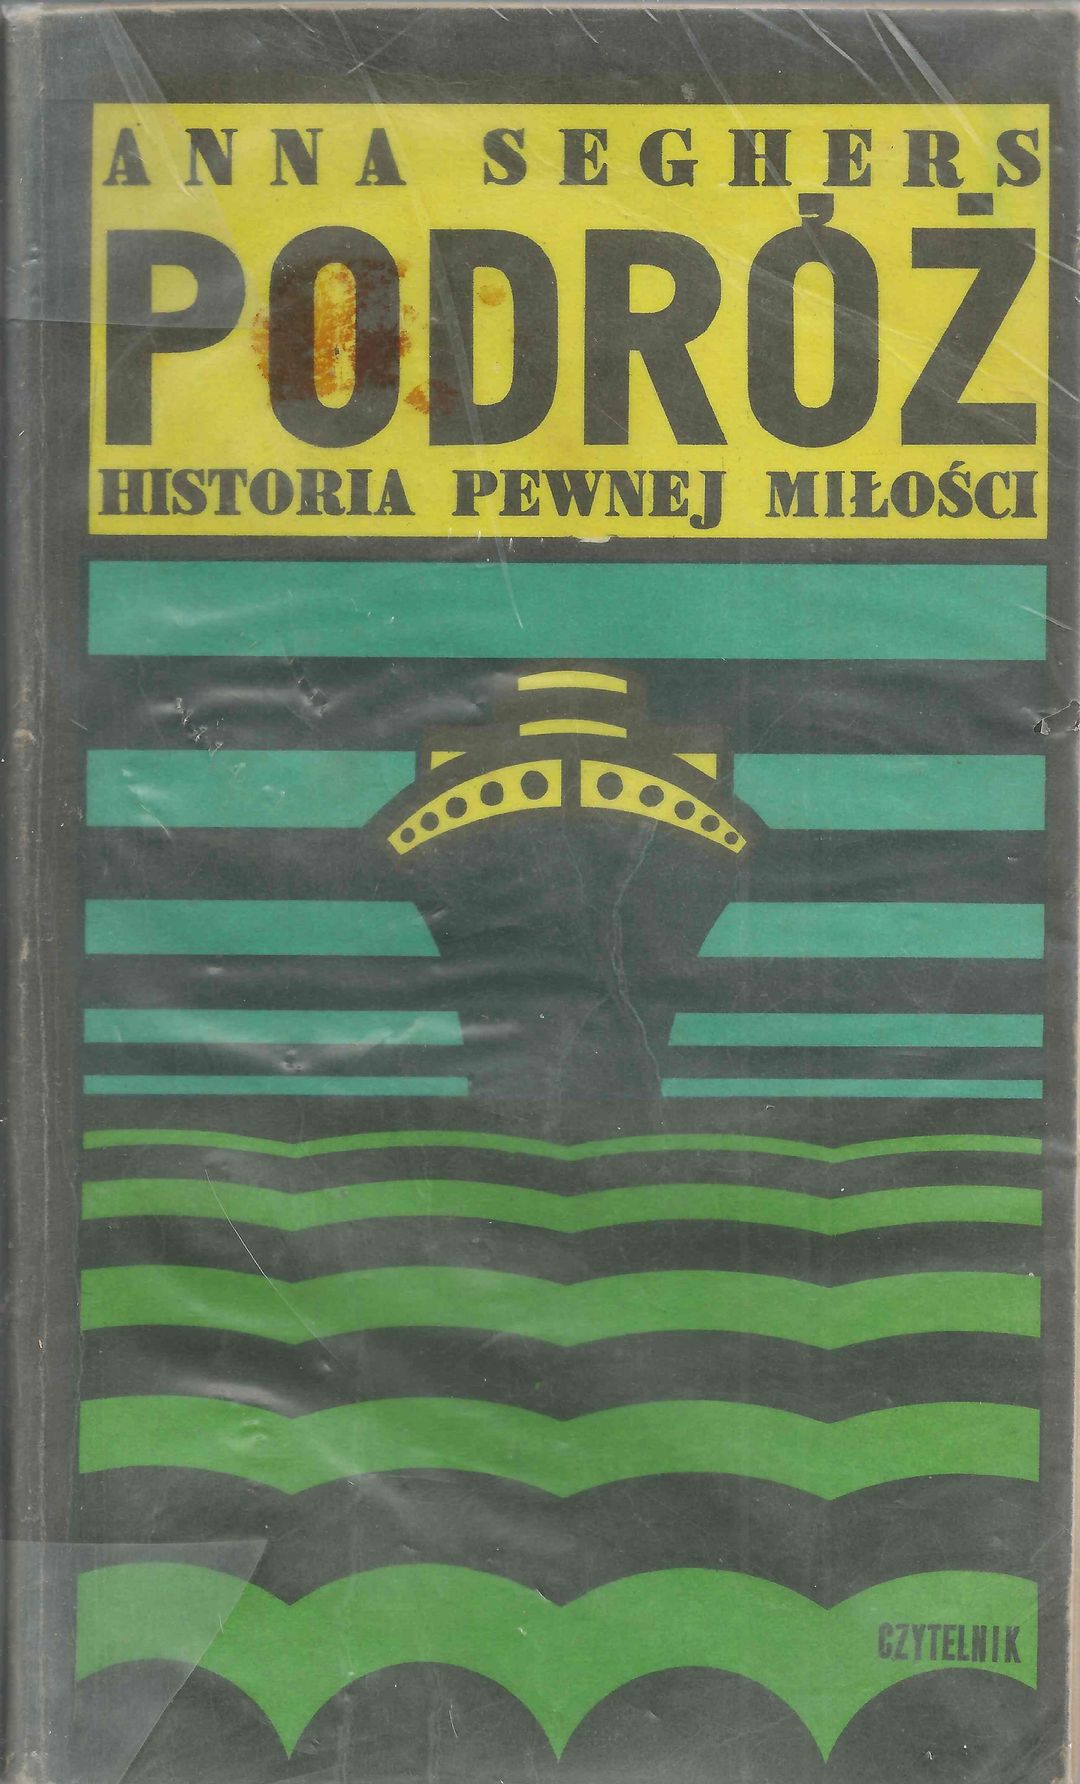 ANNA SEGHERS
PODRÓŻ
HISTORIA PEWNEJ MIŁOŚCI
CZYTELNIK